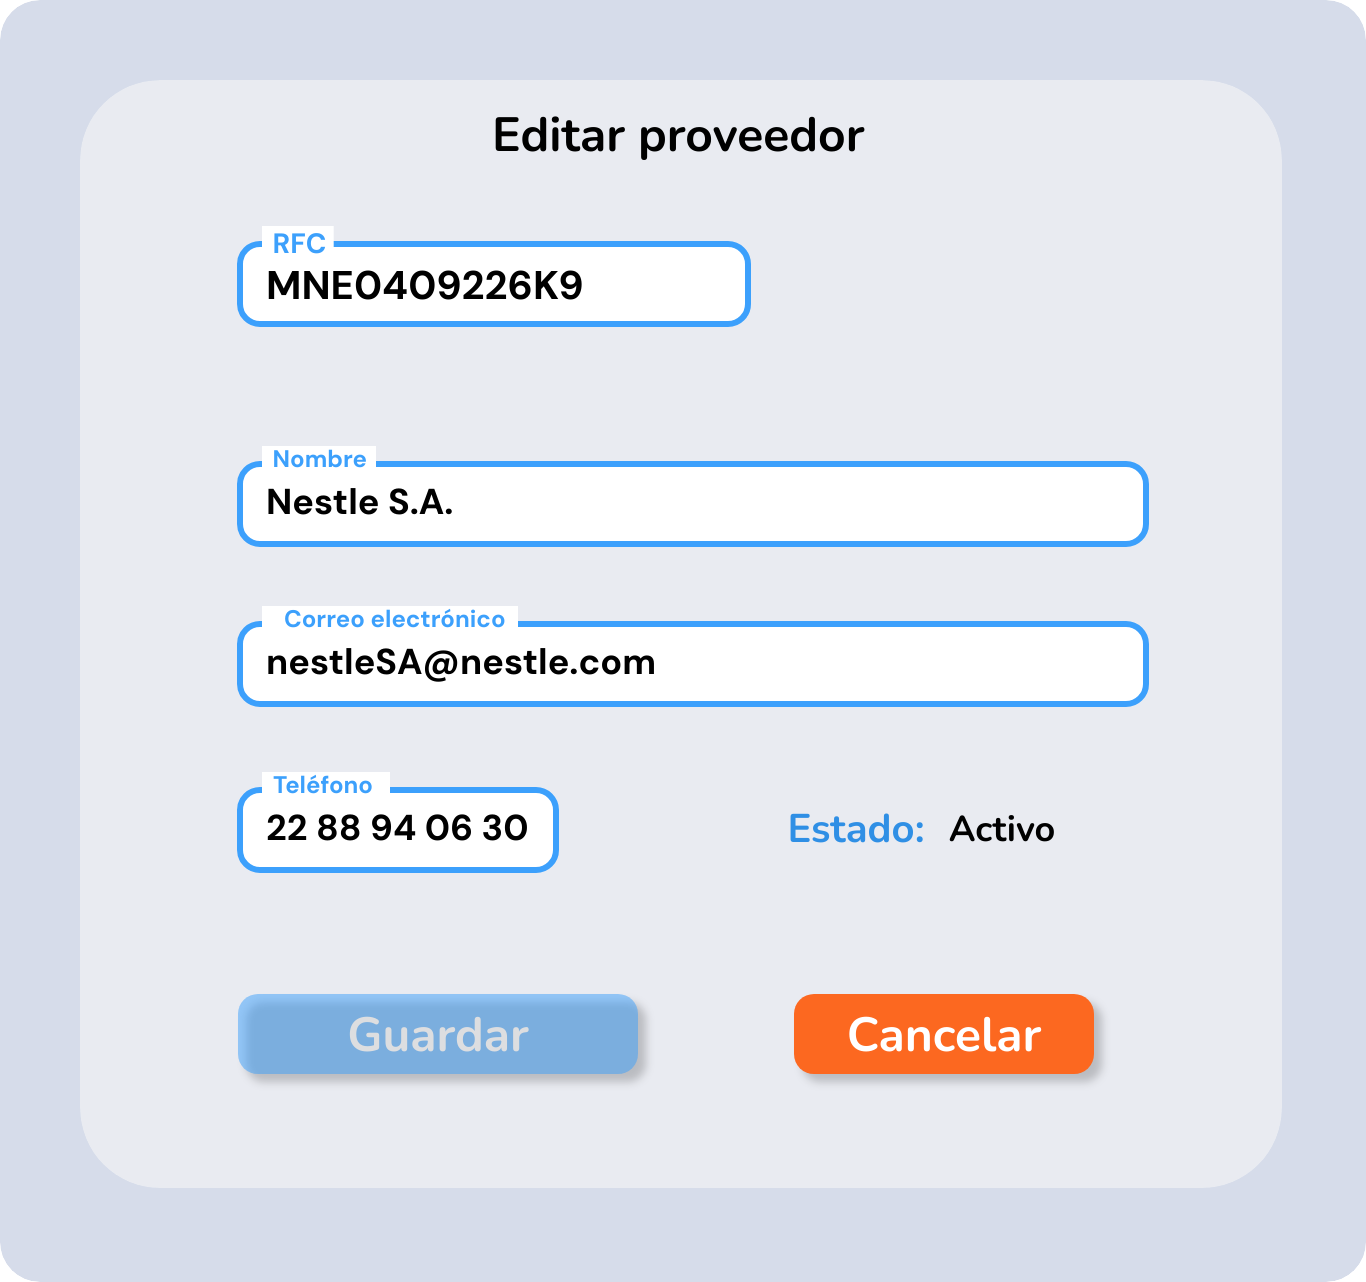 Editar proveedor
RFC
MNE0409226K9
Nombre
Nestle S.A.
Correo electrónico
nestleSA@nestle.com
Teléfono
22 88 94 06 30
Estado: Activo
Guardar
Cancelar